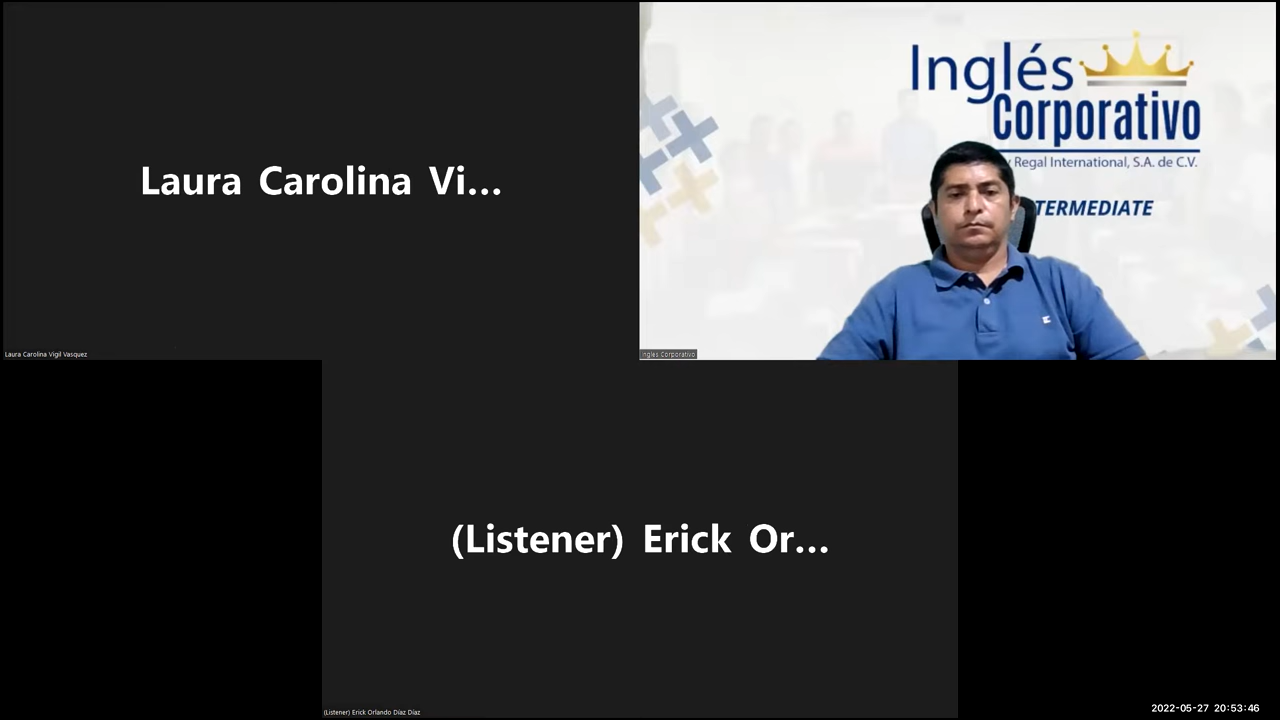 Laura Carolina Vi...
Laura Carolina Vigil Vasquez
Inglés
Corporativo
y Regal International, S.A. de C.V.
TERMEDIATE
Inglés Corporativo
(Listener) Erick Or...
(Listener) Erick Orlando Díaz Díaz
2022-05-27 20:53:46